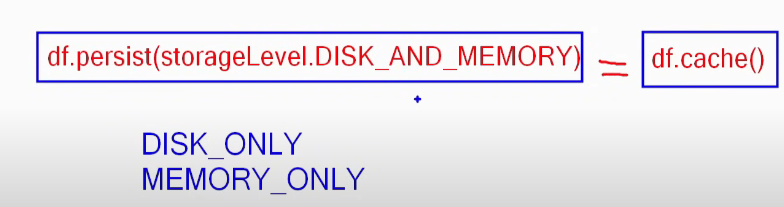 df.persist(storageLevel.DISK_AND_MEMORY) = df.cache()
DISK_ONLY
MEMORY_ONLY